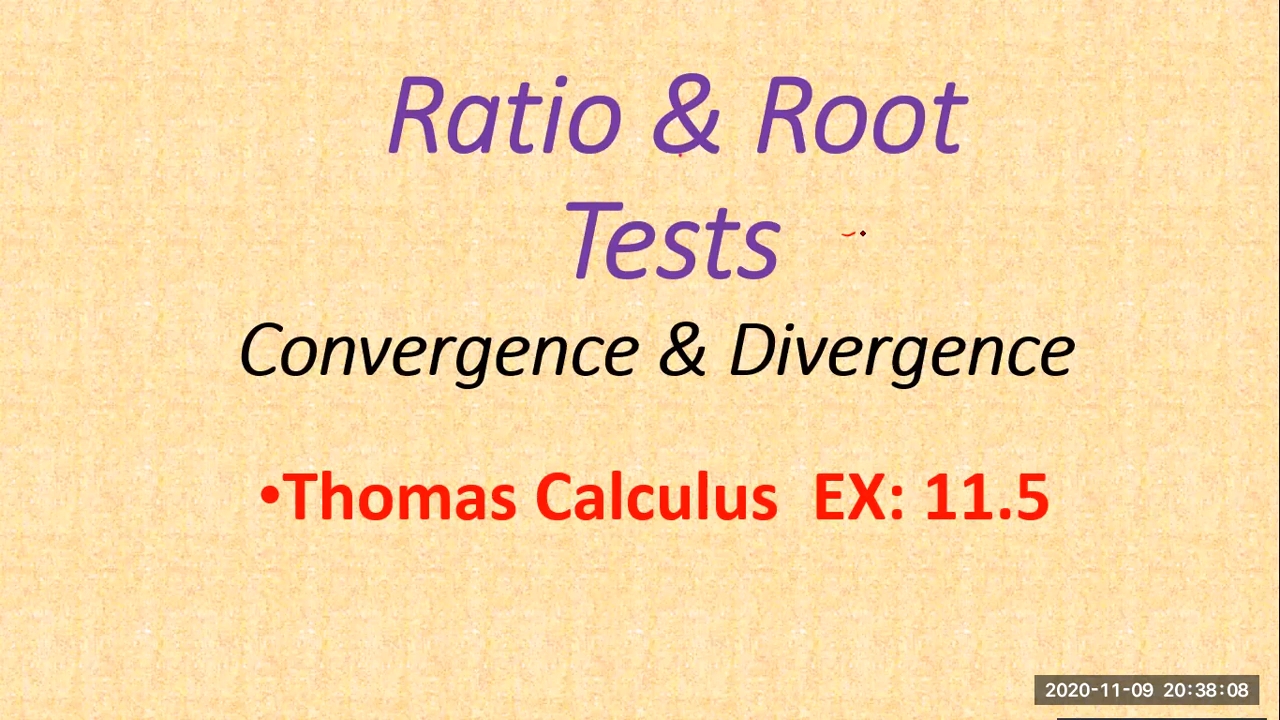 Ratio & Root
Tests
Convergence & Divergence
•Thomas Calculus  EX: 11.5
2020-11-09 20:38:08